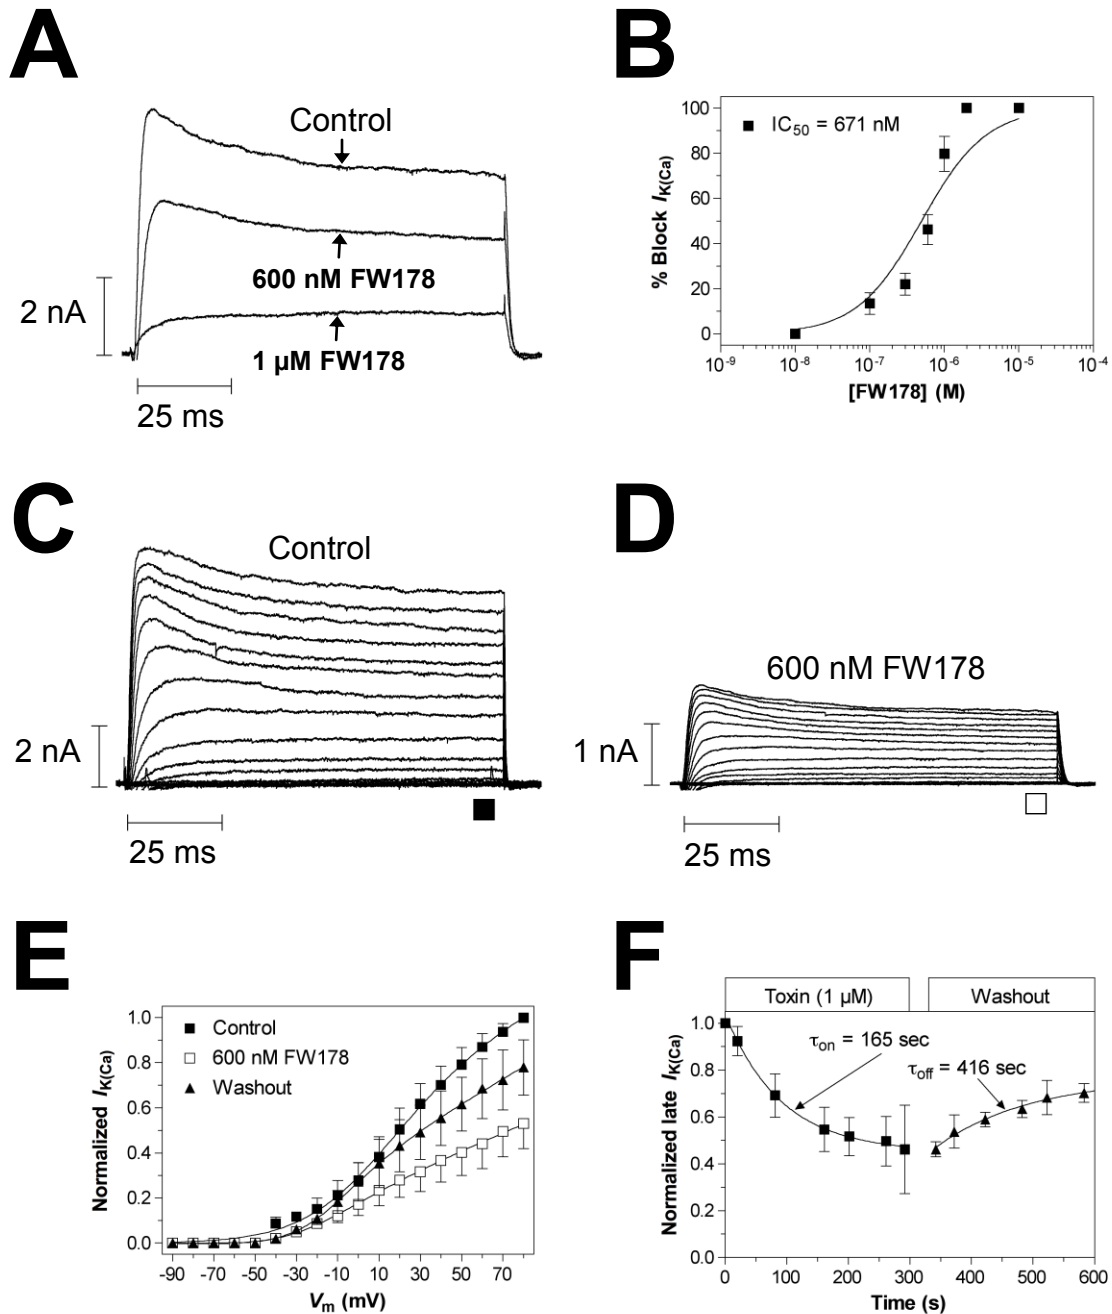 A
Control
600 nM FW178
2 nA
1 µM FW178
25 ms
B
100
80
60
40
20
0
% Block I_K(Ca)
IC₅₀ = 671 nM
10⁻⁹ 10⁻⁸ 10⁻⁷ 10⁻⁶ 10⁻⁵ 10⁻⁴
[FW178] (M)
C
Control
2 nA
25 ms
D
600 nM FW178
1 nA
25 ms
E
1.0
0.8
0.6
0.4
0.2
0.0
Normalized I_K(Ca)
Control
600 nM FW178
Washout
-90 -70 -50 -30 -10 10 30 50 70
Vₘ (mV)
F
Toxin (1 µM) Washout
1.0
0.8
0.6
0.4
0.2
0.0
Normalized late I_K(Ca)
τ_on = 165 sec
τ_off = 416 sec
0 100 200 300 400 500 600
Time (s)